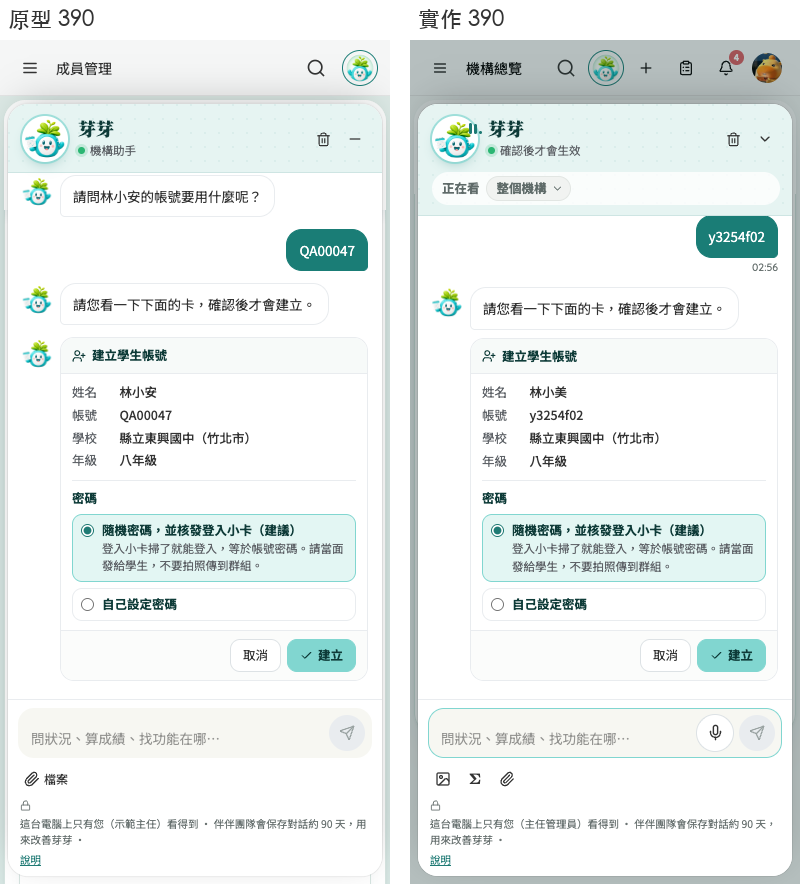 原型 390
成員管理
芽芽
機構助手
請問林小安的帳號要用什麼呢？
QA00047
請您看一下下面的卡，確認後才會建立。
建立學生帳號
姓名 林小安
帳號 QA00047
學校 縣立東興國中（竹北市）
年級 八年級
密碼
隨機密碼，並核發登入小卡（建議）
登入小卡掃了就能登入，等於帳號密碼。請當面
發給學生，不要拍照傳到群組。
自己設定密碼
取消 建立
問狀況、算成績、找功能在哪…
檔案
這台電腦上只有您（示範主任）看得到 · 伴伴團隊會保存對話約 90 天，用
來改善芽芽 ·
說明
實作 390
機構總覽
4
芽芽
確認後才會生效
正在看 整個機構
y3254f02
02:56
請您看一下下面的卡，確認後才會建立。
建立學生帳號
姓名 林小美
帳號 y3254f02
學校 縣立東興國中（竹北市）
年級 八年級
密碼
隨機密碼，並核發登入小卡（建議）
登入小卡掃了就能登入，等於帳號密碼。請當面
發給學生，不要拍照傳到群組。
自己設定密碼
取消 建立
問狀況、算成績、找功能在哪…
這台電腦上只有您（主任管理員）看得到 · 伴伴團隊會保存對話約 90 天，
用來改善芽芽 ·
說明